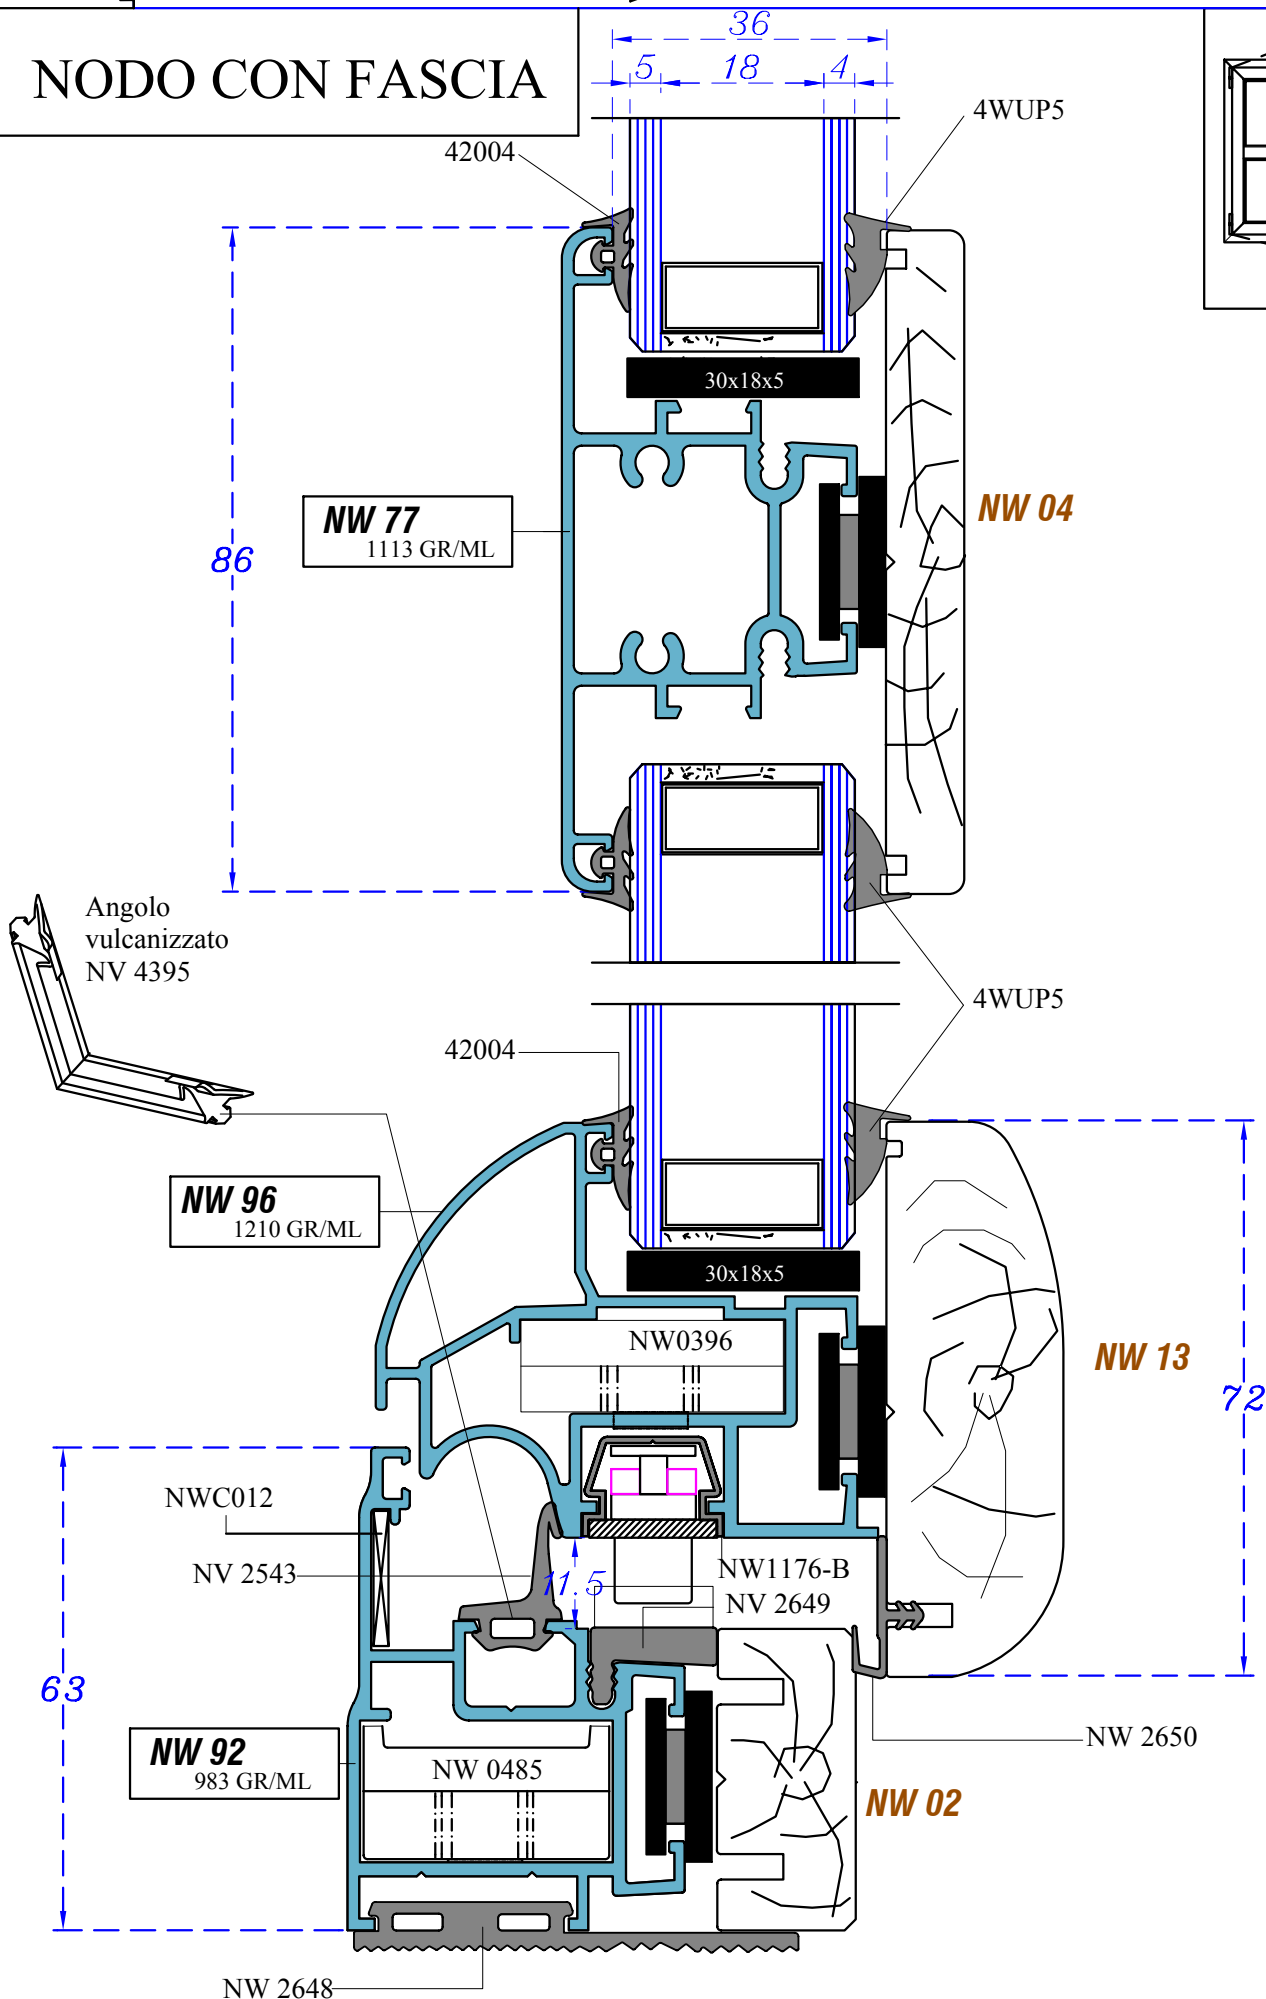 36
5
18
4
NODO CON FASCIA
4WUP5
42004
30x18x5
NW 04
NW 77
1113 GR/ML
86
Angolo
vulcanizzato
NV 4395
4WUP5
42004
NW 96
1210 GR/ML
30x18x5
NW0396
NW 13
72
NWC012
NV 2543
11.5
NW1176-B
NV 2649
63
NW 2650
NW 92
983 GR/ML
NW 0485
NW 02
NW 2648